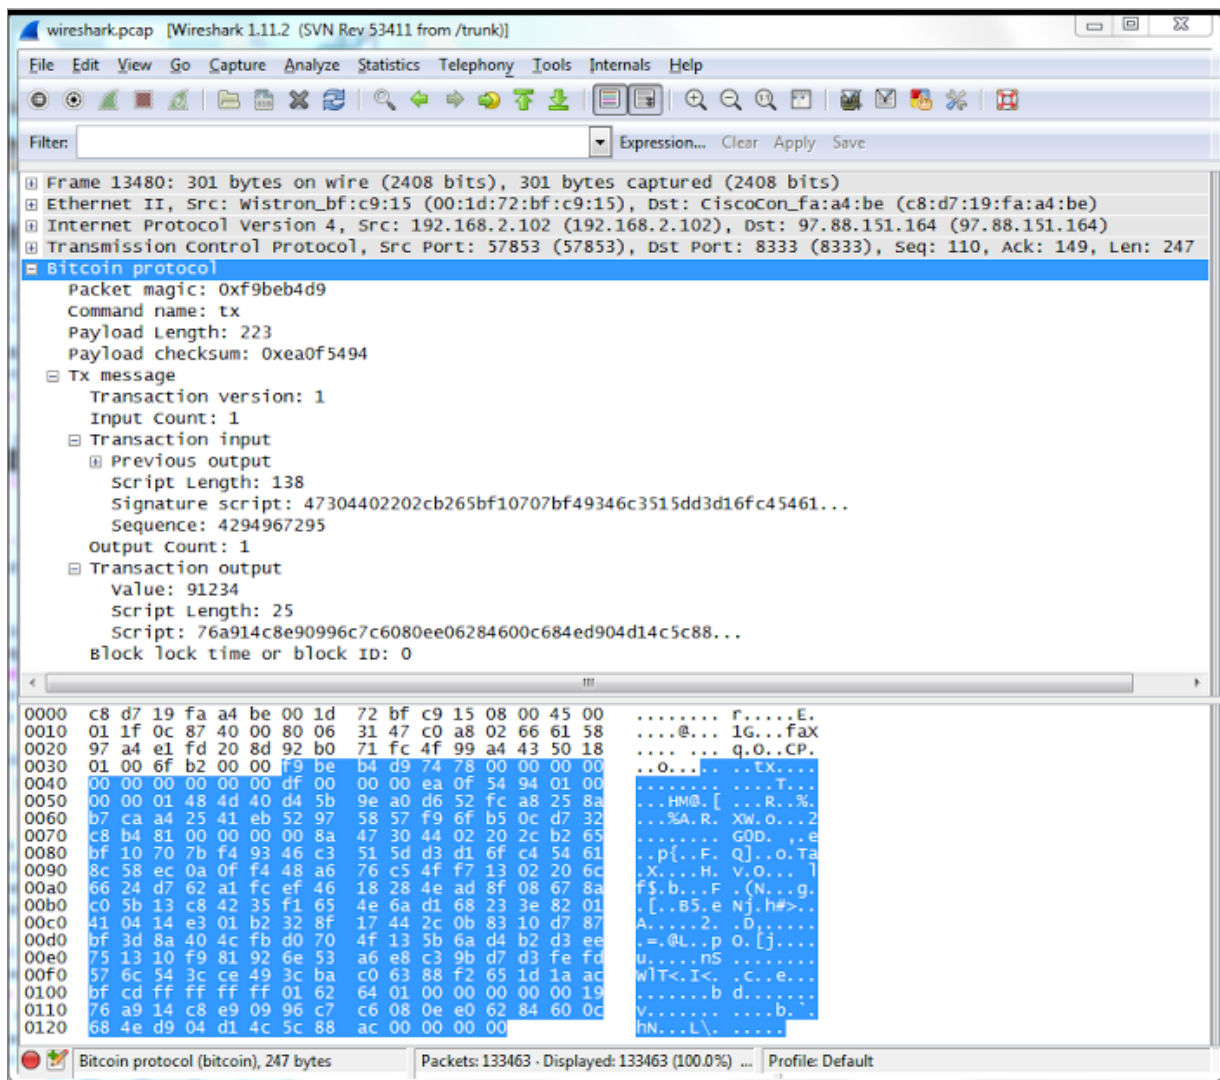 wireshark.pcap [Wireshark 1.11.2 (SVN Rev 53411 from /trunk)]
File Edit View Go Capture Analyze Statistics Telephony Tools Internals Help
Filter: Expression... Clear Apply Save
Frame 13480: 301 bytes on wire (2408 bits), 301 bytes captured (2408 bits)
Ethernet II, Src: Wistron_bf:c9:15 (00:1d:72:bf:c9:15), Dst: CiscoCon_fa:a4:be (c8:d7:19:fa:a4:be)
Internet Protocol Version 4, Src: 192.168.2.102 (192.168.2.102), Dst: 97.88.151.164 (97.88.151.164)
Transmission Control Protocol, Src Port: 57853 (57853), Dst Port: 8333 (8333), Seq: 110, Ack: 149, Len: 247
Bitcoin protocol
Packet magic: 0xf9beb4d9
Command name: tx
Payload Length: 223
Payload checksum: 0xea0f5494
Tx message
Transaction version: 1
Input Count: 1
Transaction input
Previous output
Script Length: 138
Signature script: 47304402202cb265bf10707bf49346c3515dd3d16fc45461...
Sequence: 4294967295
Output Count: 1
Transaction output
Value: 91234
Script Length: 25
Script: 76a914c8e90996c7c6080ee06284600c684ed904d14c5c88...
Block lock time or block ID: 0
0000 c8 d7 19 fa a4 be 00 1d 72 bf c9 15 08 00 45 00 ........ r.....E.
0010 01 1f 0c 87 40 00 80 06 31 47 c0 a8 02 66 61 58 ....@... 1G...faX
0020 97 a4 e1 fd 20 8d 92 b0 71 fc 4f 99 a4 43 50 18 .... ... q.O..CP.
0030 01 00 6f b2 00 00 f9 be b4 d9 74 78 00 00 00 00 ..o..... ..tx....
0040 00 00 00 00 00 00 df 00 00 00 ea 0f 54 94 01 00 ........ ....T...
0050 00 00 01 48 4d 40 d4 5b 9e a0 d6 52 fc a8 25 8a ...HM@.[ ...R..%.
0060 b7 ca a4 25 41 eb 52 97 58 57 f9 6f b5 0c d7 32 ...%A.R. XW.o...2
0070 c8 b4 81 00 00 00 00 8a 47 30 44 02 20 2c b2 65 ........ G0D. ,.e
0080 bf 10 70 7b f4 93 46 c3 51 5d d3 d1 6f c4 54 61 ..p{..F. Q]..o.Ta
0090 8c 58 ec 0a 0f f4 48 a6 76 c5 4f f7 13 02 20 6c .X....H. v.O... l
00a0 66 24 d7 62 a1 fc ef 46 18 28 4e ad 8f 08 67 8a f$.b...F .(N...g.
00b0 c0 5b 13 c8 42 35 f1 65 4e 6a d1 68 23 3e 82 01 .[..B5.e Nj.h#>..
00c0 41 04 14 e3 01 b2 32 8f 17 44 2c 0b 83 10 d7 87 A.....2. .D,.....
00d0 bf 3d 8a 40 4c fb d0 70 4f 13 5b 6a d4 b2 d3 ee .=.@L..p O.[j....
00e0 75 13 10 f9 81 92 6e 53 a6 e8 c3 9b d7 d3 fe fd u.....nS ........
00f0 57 6c 54 3c ce 49 3c ba c0 63 88 f2 65 1d 1a ac WlT<.I<. .c..e...
0100 bf cd ff ff ff ff 01 62 64 01 00 00 00 00 00 19 .......b d.......
0110 76 a9 14 c8 e9 09 96 c7 c6 08 0e e0 62 84 60 0c v....... ....b.`.
0120 68 4e d9 04 d1 4c 5c 88 ac 00 00 00 00 hN...L\. .....
Bitcoin protocol (bitcoin), 247 bytes Packets: 133463 · Displayed: 133463 (100.0%) ... Profile: Default